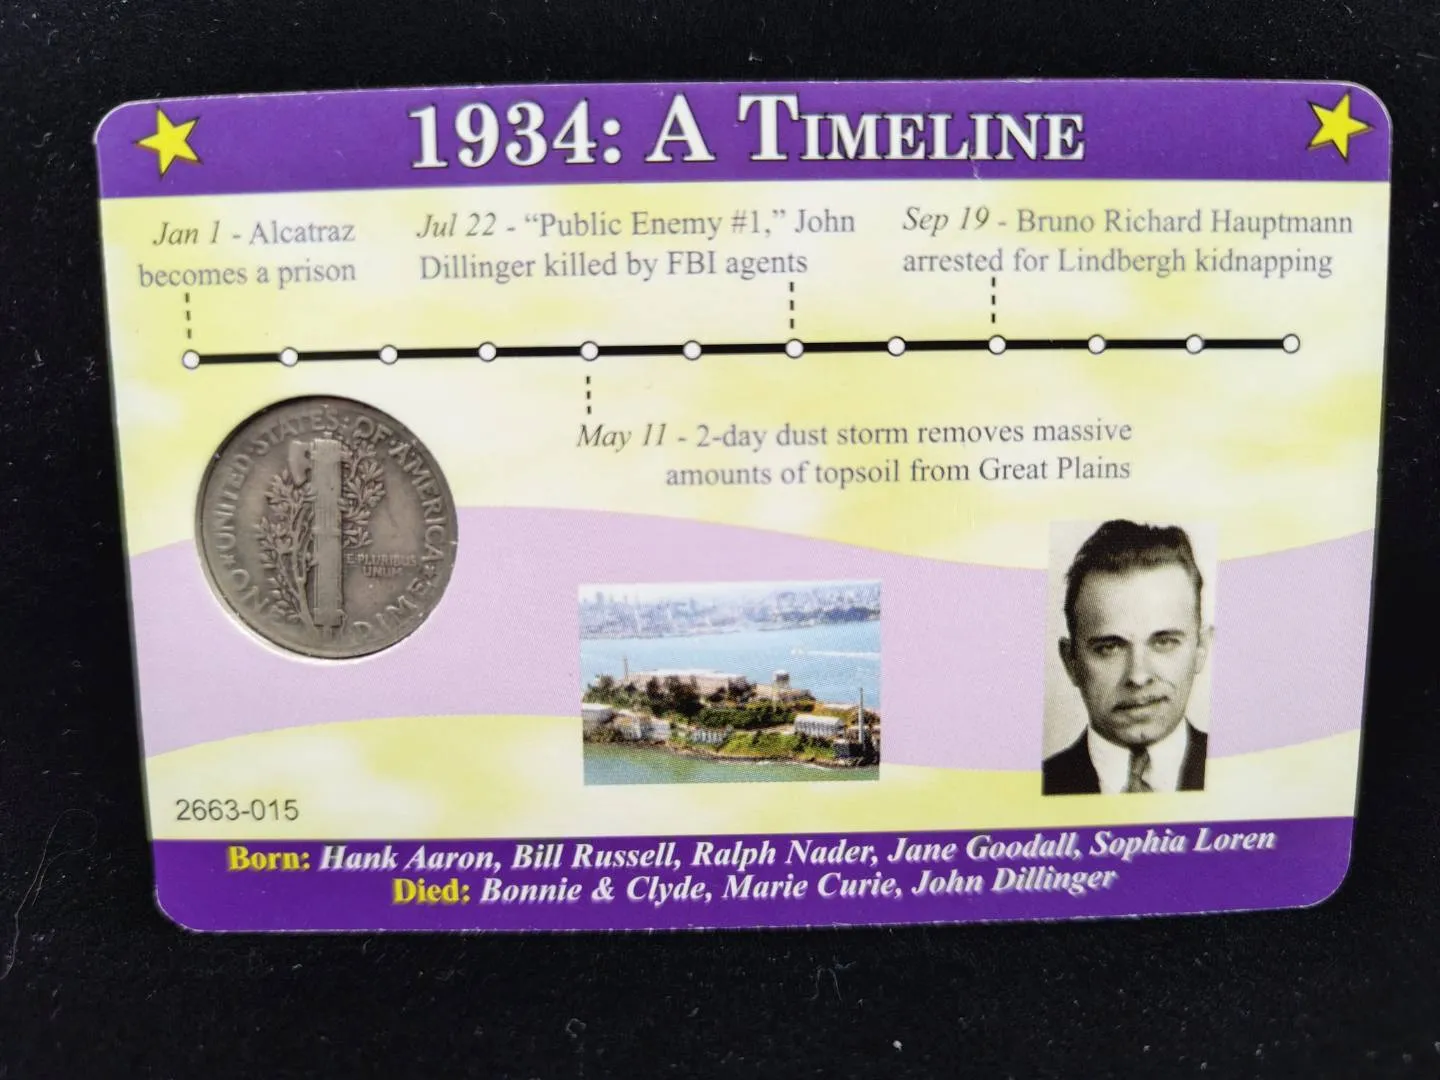 1934: A TIMELINE
Jan 1 - Alcatraz
becomes a prison
Jul 22 - “Public Enemy #1,” John
Dillinger killed by FBI agents
Sep 19 - Bruno Richard Hauptmann
arrested for Lindbergh kidnapping
May 11 - 2-day dust storm removes massive
amounts of topsoil from Great Plains
UNITED·STATES·OF·AMERICA
E·PLURIBUS
UNUM
ONE DIME
2663-015
Born: Hank Aaron, Bill Russell, Ralph Nader, Jane Goodall, Sophia Loren
Died: Bonnie & Clyde, Marie Curie, John Dillinger